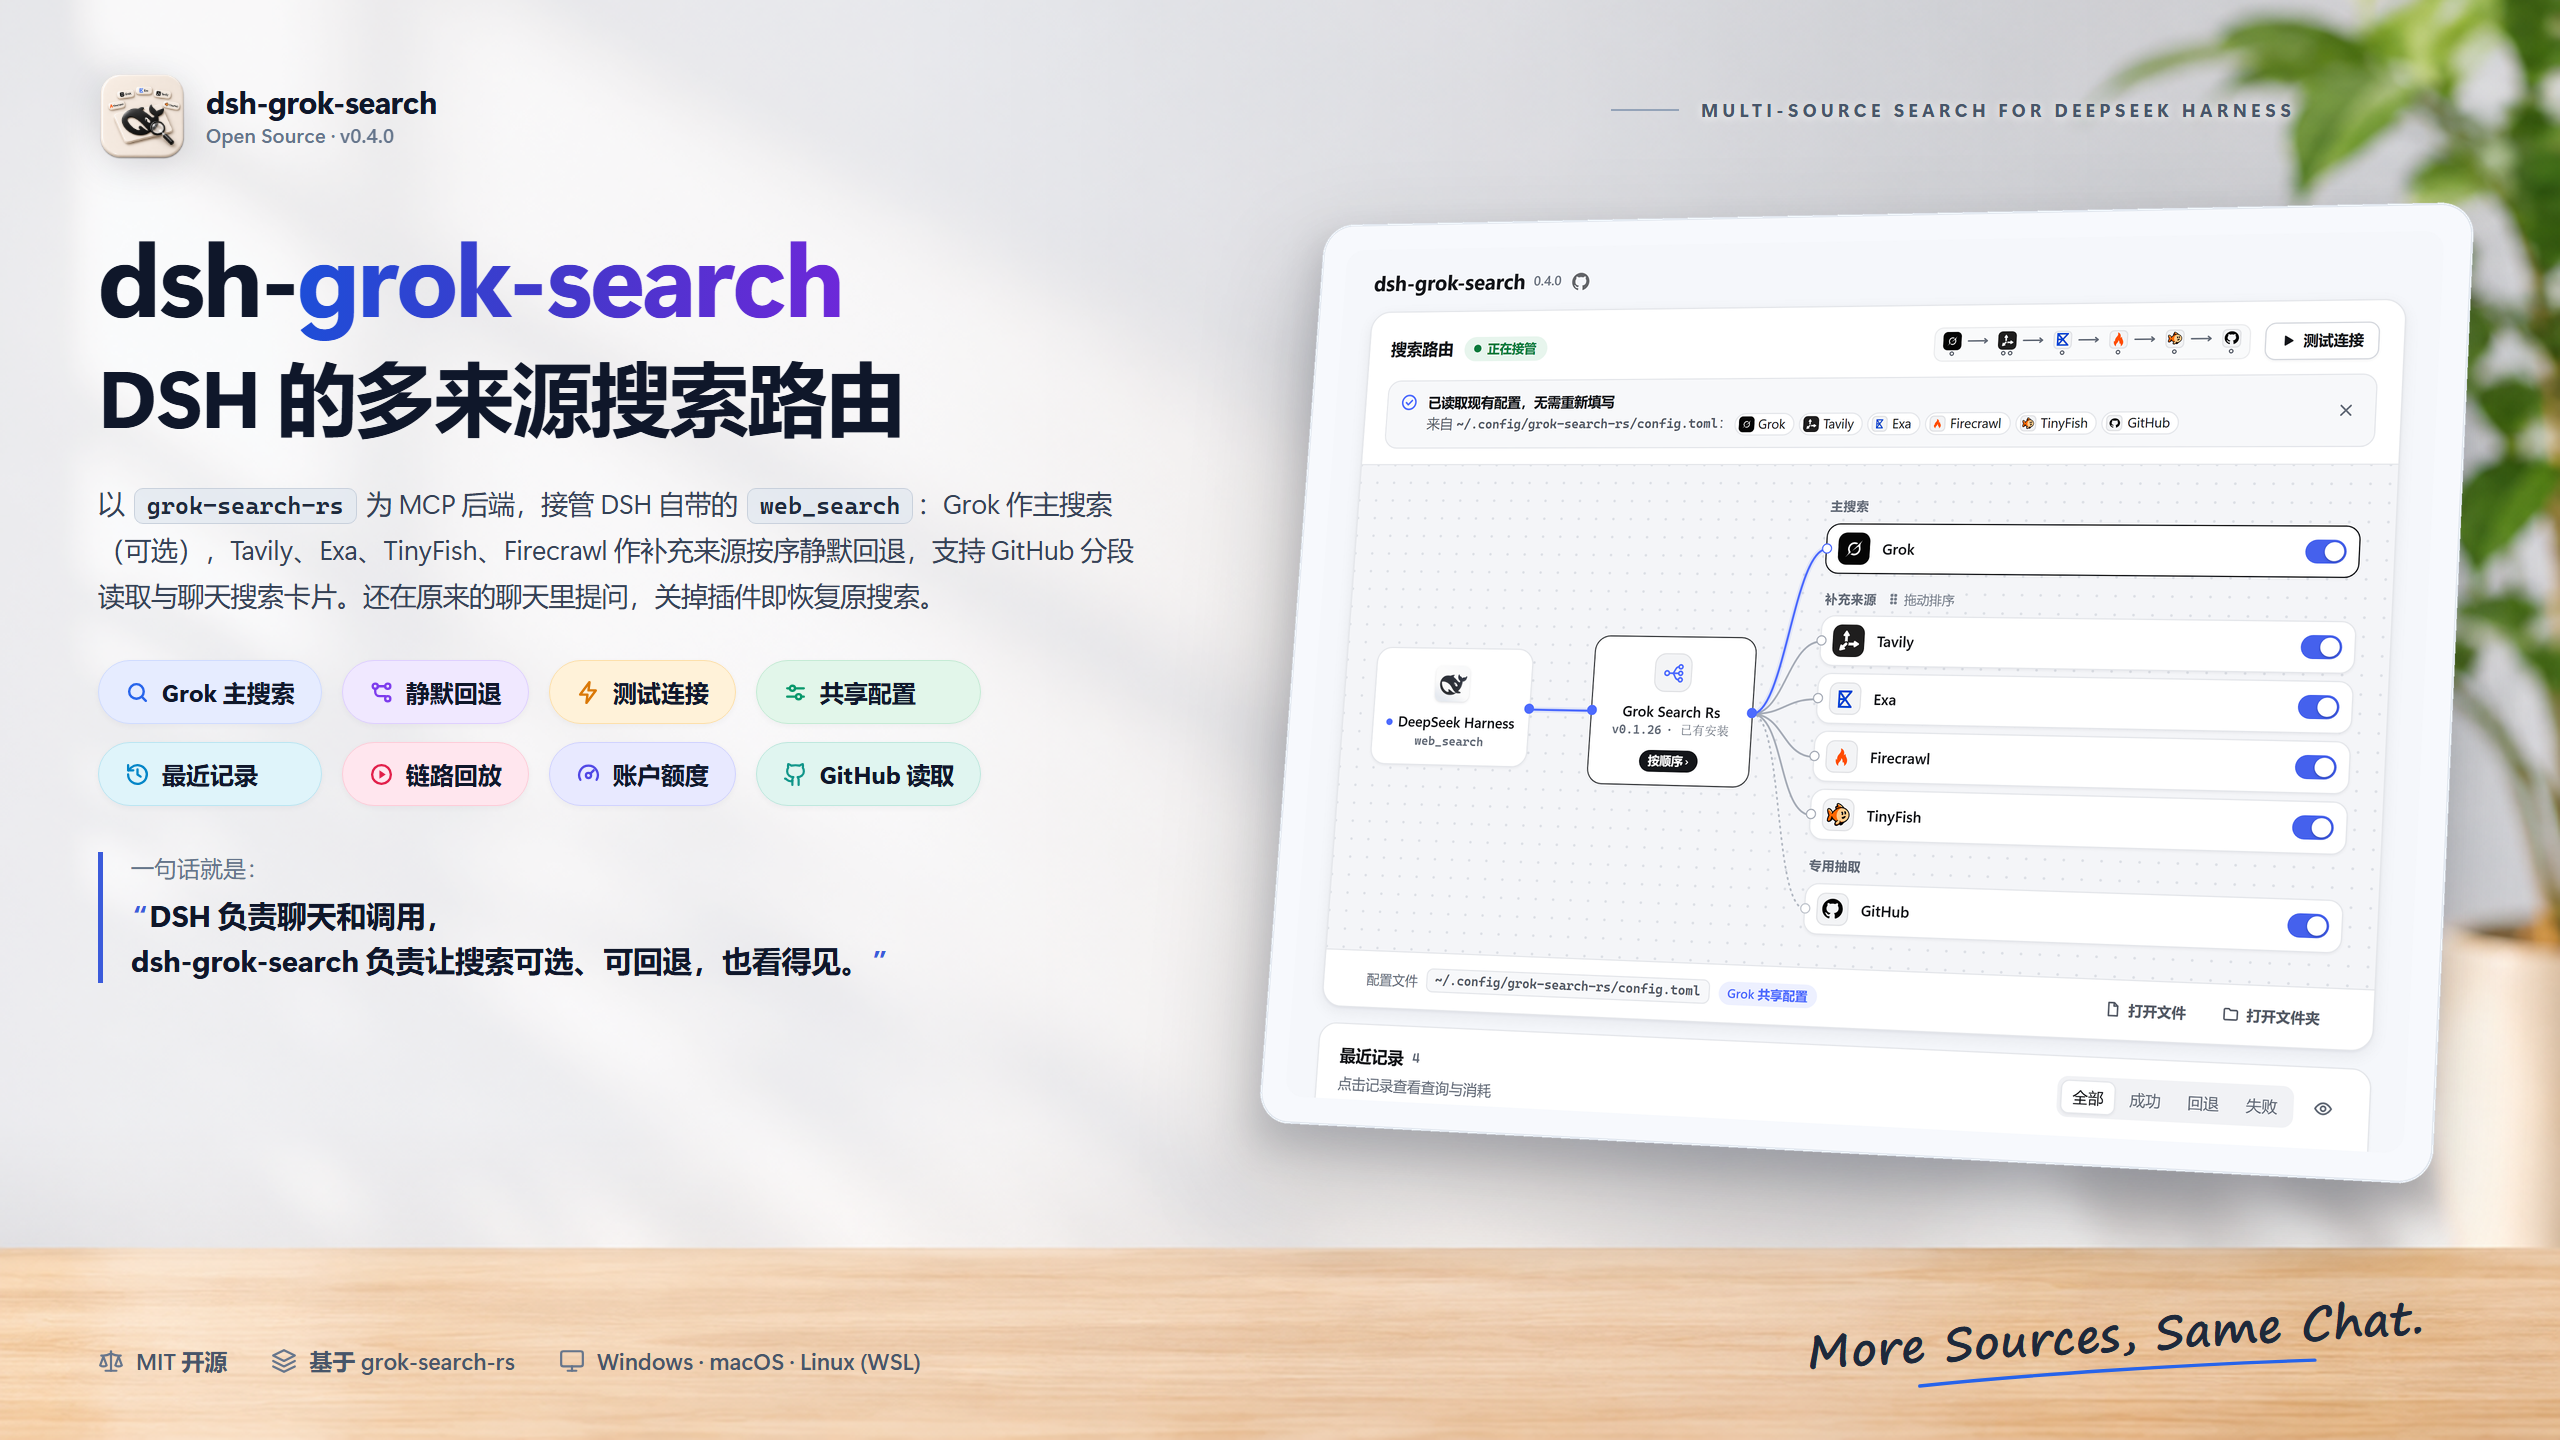 dsh-grok-search
Open Source · v0.4.0
MULTI-SOURCE SEARCH FOR DEEPSEEK HARNESS
dsh-grok-search
DSH 的多来源搜索路由
以 grok-search-rs 为 MCP 后端，接管 DSH 自带的 web_search：Grok 作主搜索
（可选），Tavily、Exa、TinyFish、Firecrawl 作补充来源按序静默回退，支持 GitHub 分段
读取与聊天搜索卡片。还在原来的聊天里提问，关掉插件即恢复原搜索。
Grok 主搜索
静默回退
测试连接
共享配置
最近记录
链路回放
账户额度
GitHub 读取
一句话就是：
“DSH 负责聊天和调用，
dsh-grok-search 负责让搜索可选、可回退，也看得见。”
dsh-grok-search 0.4.0
搜索路由 正在接管
测试连接
已读取现有配置，无需重新填写
来自 ~/.config/grok-search-rs/config.toml： Grok Tavily Exa Firecrawl TinyFish GitHub
主搜索
Grok
补充来源 拖动排序
Tavily
Exa
Firecrawl
TinyFish
专用抽取
GitHub
DeepSeek Harness
web_search
Grok Search Rs
v0.1.26 · 已有安装
按顺序 ›
配置文件 ~/.config/grok-search-rs/config.toml Grok 共享配置
打开文件 打开文件夹
最近记录 4
点击记录查看查询与消耗
全部 成功 回退 失败
MIT 开源
基于 grok-search-rs
Windows · macOS · Linux (WSL)
More Sources, Same Chat.